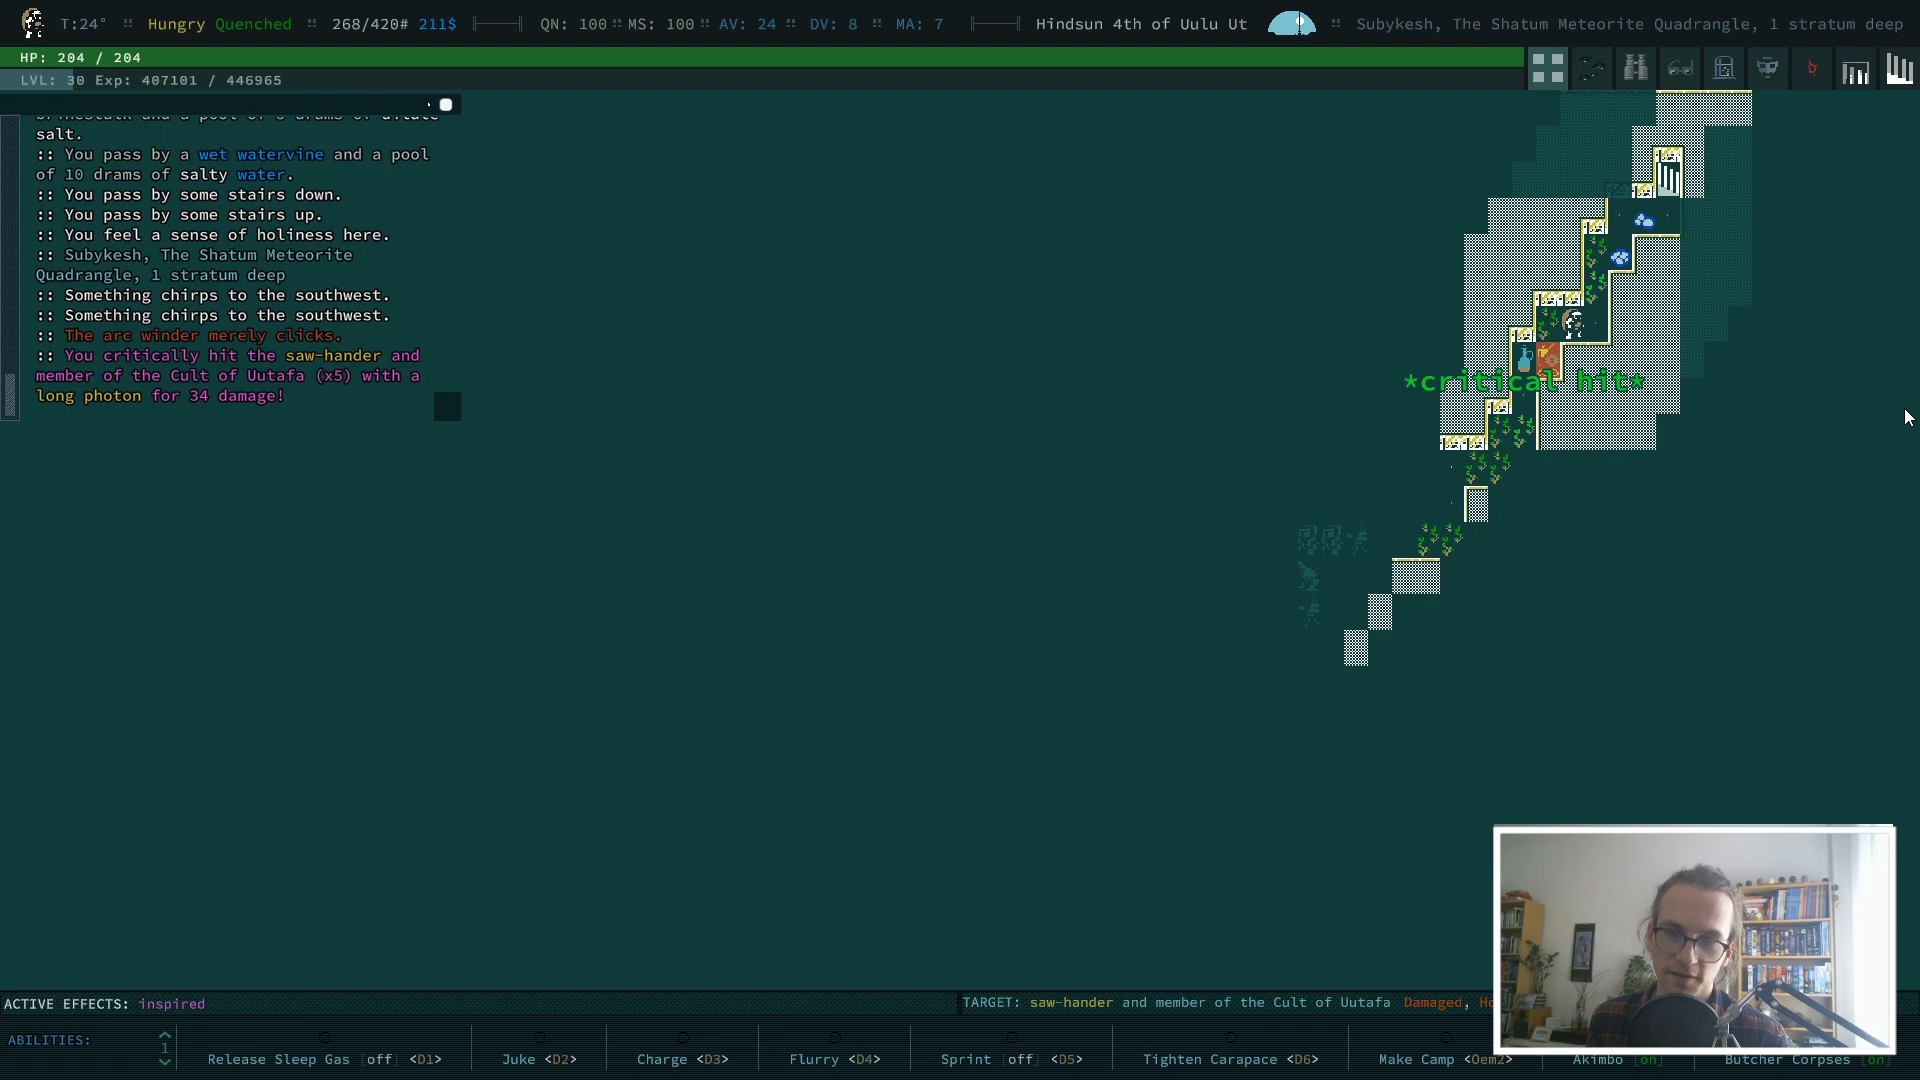 T:24° :: Hungry Quenched :: 268/420# 211$ QN: 100 :: MS: 100 :: AV: 24 :: DV: 8 :: MA: 7 Hindsun 4th of Uulu Ut :: Subykesh, The Shatum Meteorite Quadrangle, 1 stratum deep
HP: 204 / 204
LVL: 30 Exp: 407101 / 446965
salt.
:: You pass by a wet watervine and a pool
of 10 drams of salty water.
:: You pass by some stairs down.
:: You pass by some stairs up.
:: You feel a sense of holiness here.
:: Subykesh, The Shatum Meteorite
Quadrangle, 1 stratum deep
:: Something chirps to the southwest.
:: Something chirps to the southwest.
:: The arc winder merely clicks.
:: You critically hit the saw-hander and
member of the Cult of Uutafa (x5) with a
long photon for 34 damage!
*critical hit*
ACTIVE EFFECTS: inspired
TARGET: saw-hander and member of the Cult of Uutafa Damaged,
ABILITIES:
1
Release Sleep Gas [off] <D1>
Juke <D2>
Charge <D3>
Flurry <D4>
Sprint [off] <D5>
Tighten Carapace <D6>
Make Camp <Oem2>
Akimbo [on]
Butcher Corpses [on]